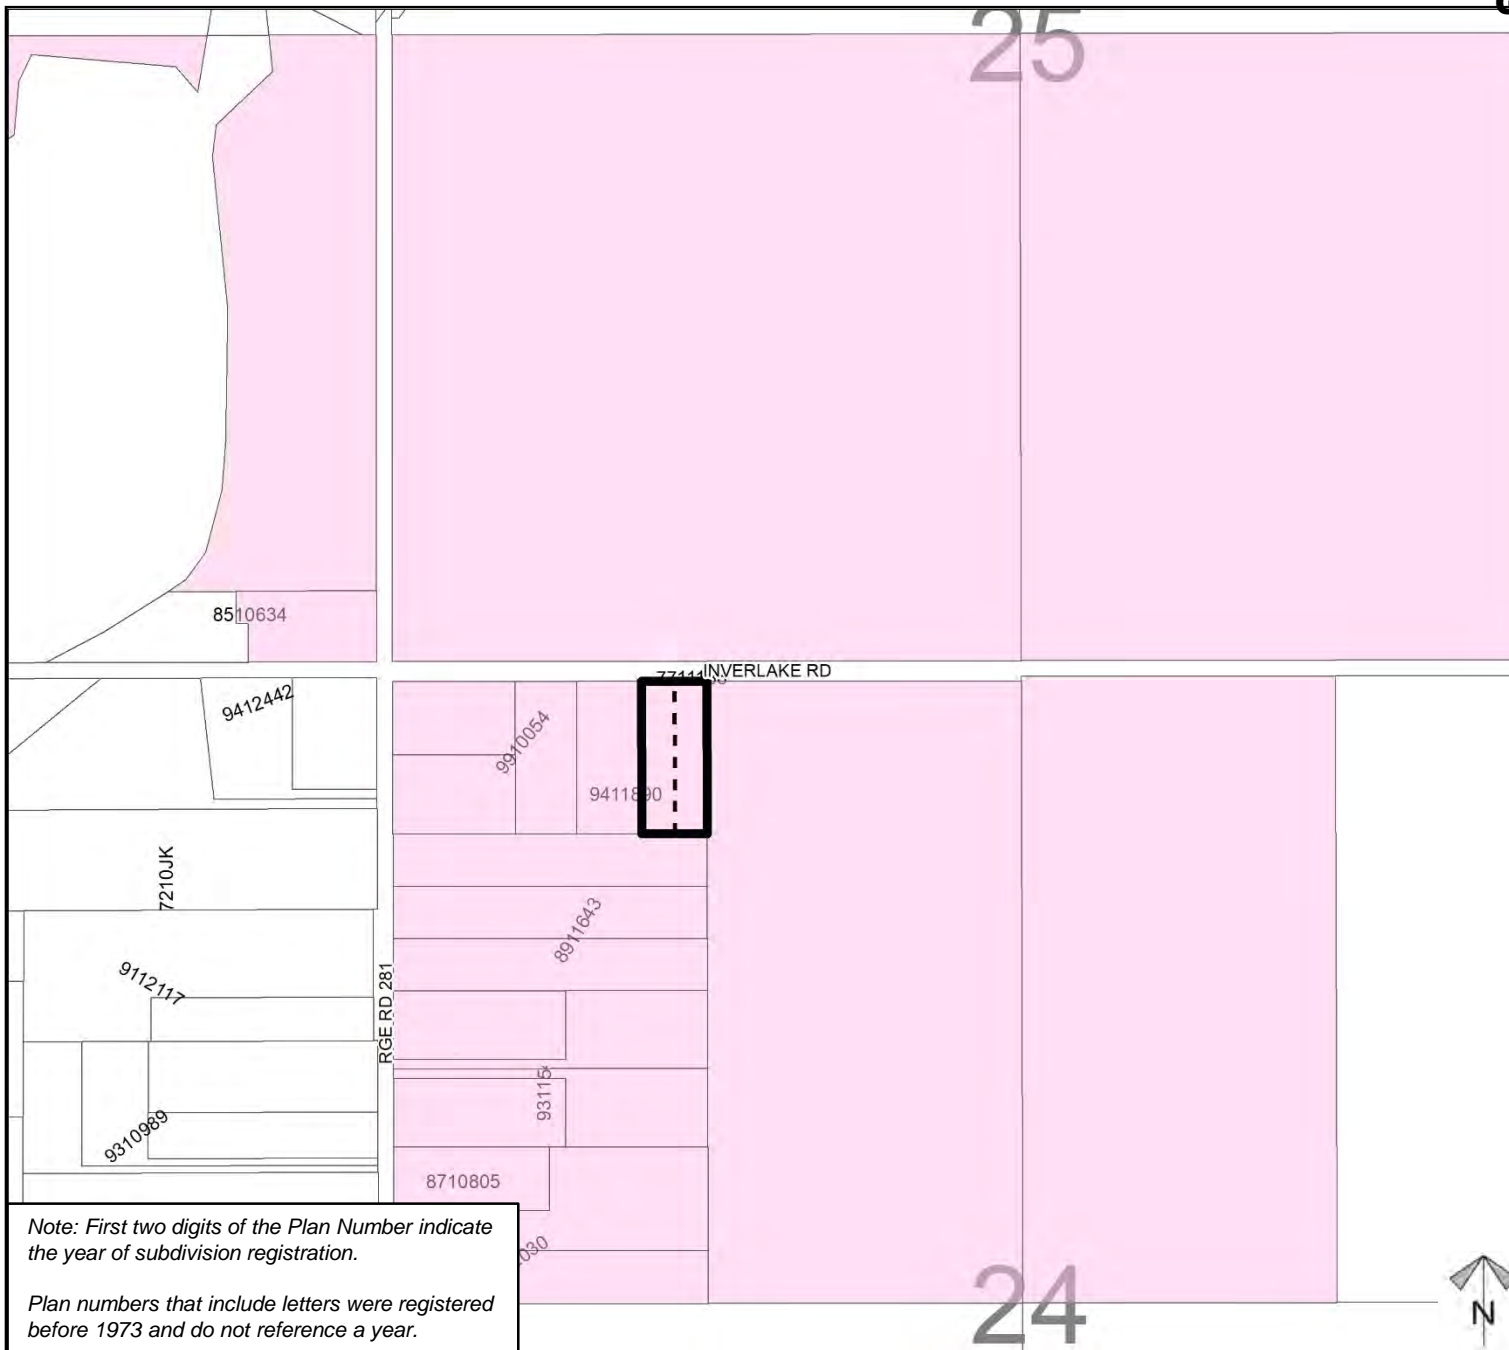 25
8510634
INVERLAKE RD
9412442
9910054
9411890
7210JK
8911643
9112117
RGE RD 281
9310989
8710805
Note: First two digits of the Plan Number indicate
the year of subdivision registration.
Plan numbers that include letters were registered
before 1973 and do not reference a year.
24
N